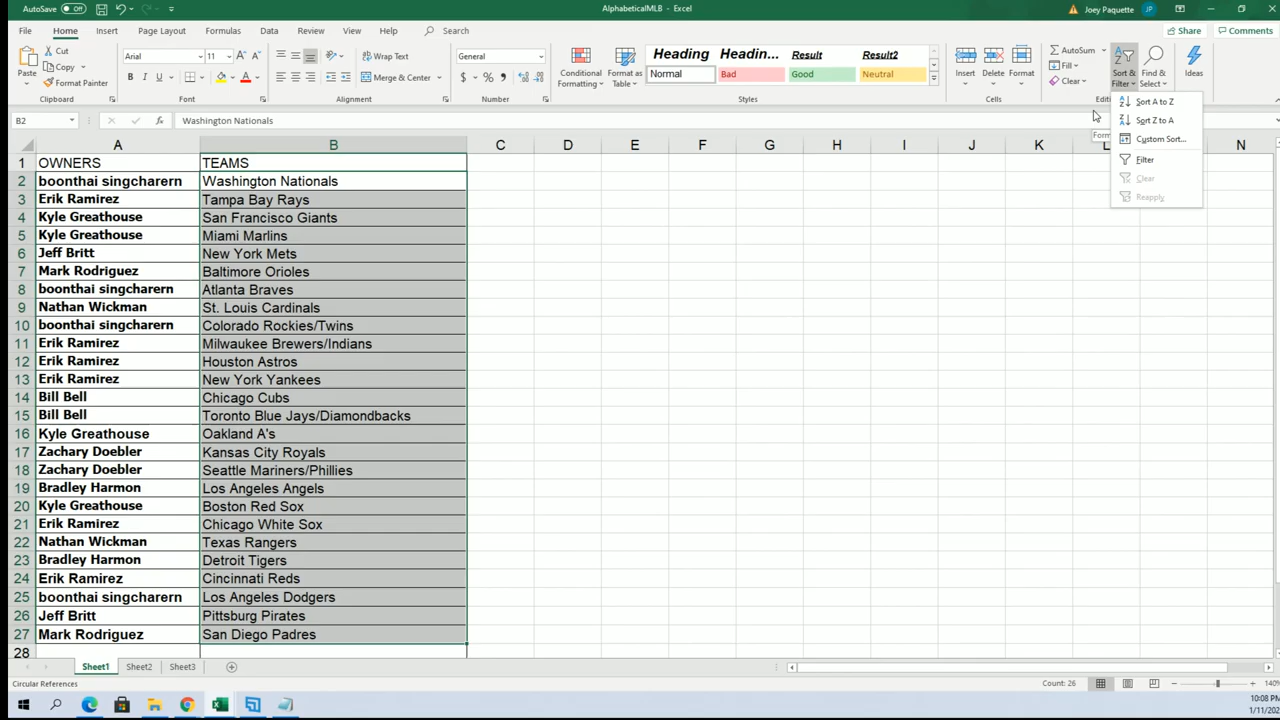 AutoSave Off
AlphabeticalMLB - Excel
Joey Paquette JP
File Home Insert Page Layout Formulas Data Review View Help Search
Share Comments
Paste
Cut
Copy
Format Painter
Clipboard
Arial 11
B I U
Font
Wrap Text
Merge & Center
Alignment
General
$ % ,
Number
Conditional Formatting
Format as Table
Heading Headin... Result Result2
Normal Bad Good Neutral
Styles
Insert Delete Format
Cells
AutoSum
Fill
Clear
Sort & Filter
Find & Select
Ideas
Sort A to Z
Sort Z to A
Custom Sort...
Filter
Clear
Reapply
B2 fx Washington Nationals
A B C D E F G H I J K L N
1 OWNERS TEAMS
2 boonthai singcharern Washington Nationals
3 Erik Ramirez Tampa Bay Rays
4 Kyle Greathouse San Francisco Giants
5 Kyle Greathouse Miami Marlins
6 Jeff Britt New York Mets
7 Mark Rodriguez Baltimore Orioles
8 boonthai singcharern Atlanta Braves
9 Nathan Wickman St. Louis Cardinals
10 boonthai singcharern Colorado Rockies/Twins
11 Erik Ramirez Milwaukee Brewers/Indians
12 Erik Ramirez Houston Astros
13 Erik Ramirez New York Yankees
14 Bill Bell Chicago Cubs
15 Bill Bell Toronto Blue Jays/Diamondbacks
16 Kyle Greathouse Oakland A's
17 Zachary Doebler Kansas City Royals
18 Zachary Doebler Seattle Mariners/Phillies
19 Bradley Harmon Los Angeles Angels
20 Kyle Greathouse Boston Red Sox
21 Erik Ramirez Chicago White Sox
22 Nathan Wickman Texas Rangers
23 Bradley Harmon Detroit Tigers
24 Erik Ramirez Cincinnati Reds
25 boonthai singcharern Los Angeles Dodgers
26 Jeff Britt Pittsburg Pirates
27 Mark Rodriguez San Diego Padres
28
Sheet1 Sheet2 Sheet3
Circular References
Count: 26
140%
10:08 PM